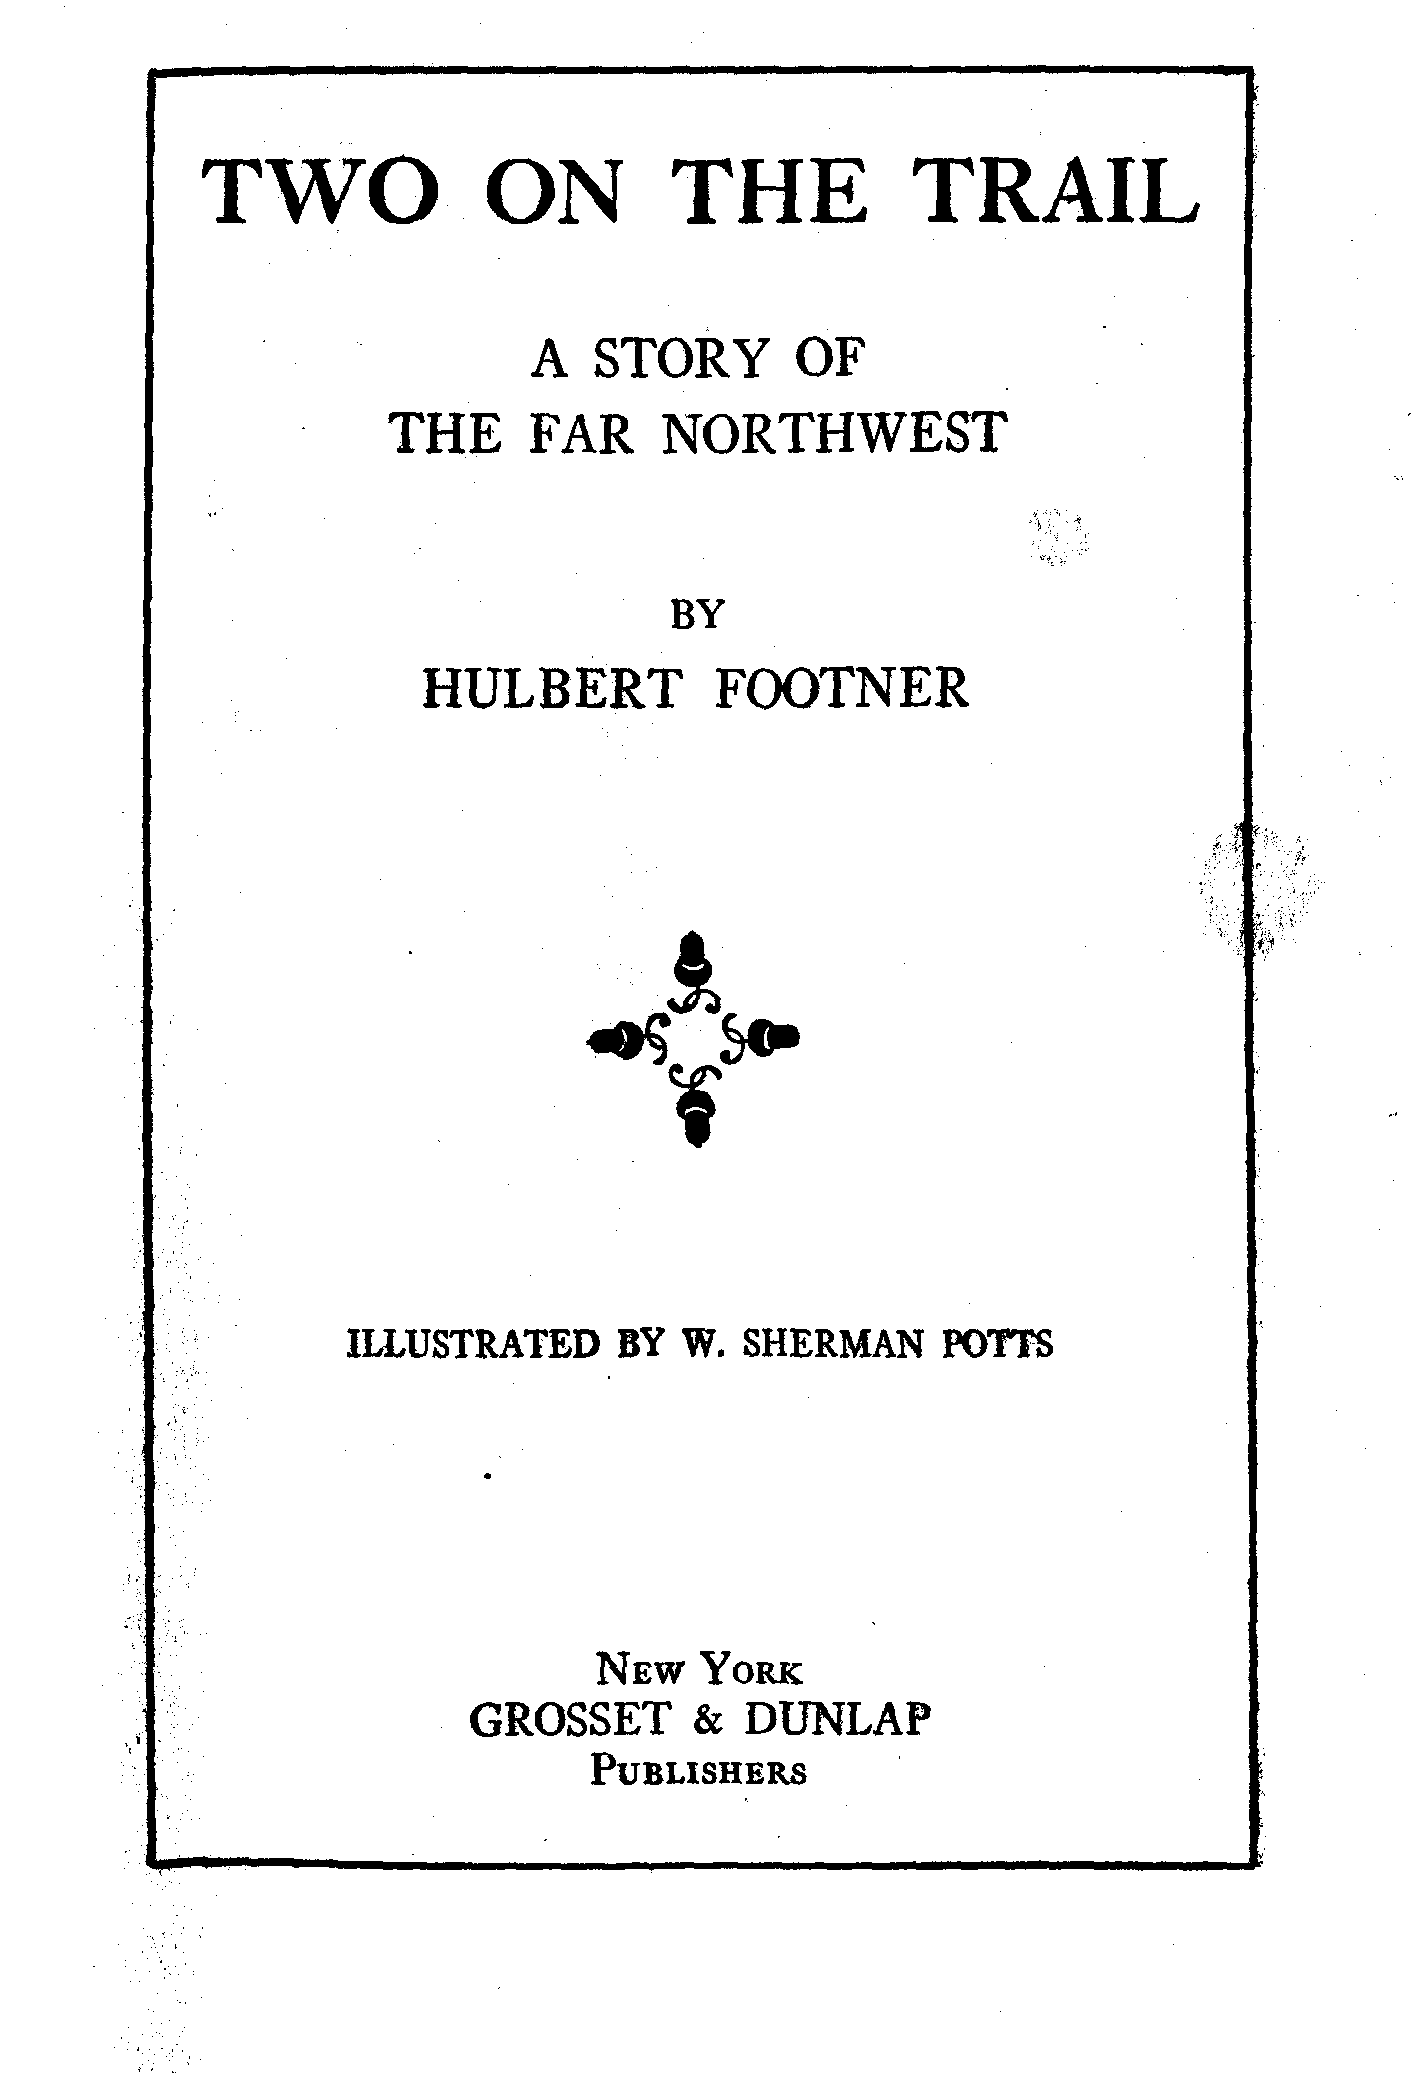 TWO ON THE TRAIL
A STORY OF
THE FAR NORTHWEST
BY
HULBERT FOOTNER
ILLUSTRATED BY W. SHERMAN POTTS
NEW YORK
GROSSET & DUNLAP
PUBLISHERS